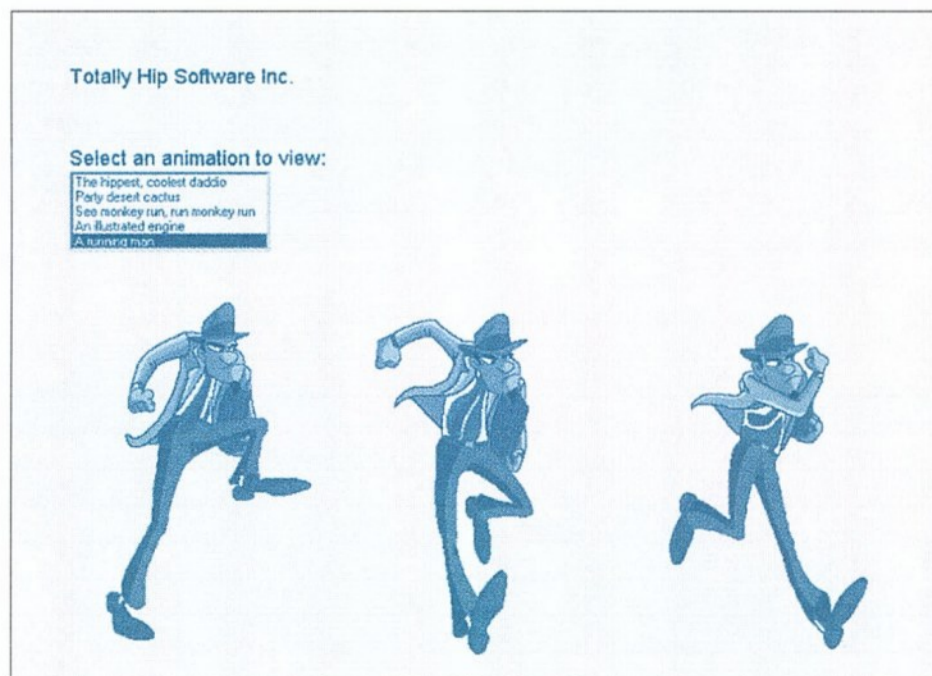 Totally Hip Software Inc.
Select an animation to view:
The hippest, coolest daddio
Party desert cactus
See monkey run, run monkey run
An illustrated engine
A running man